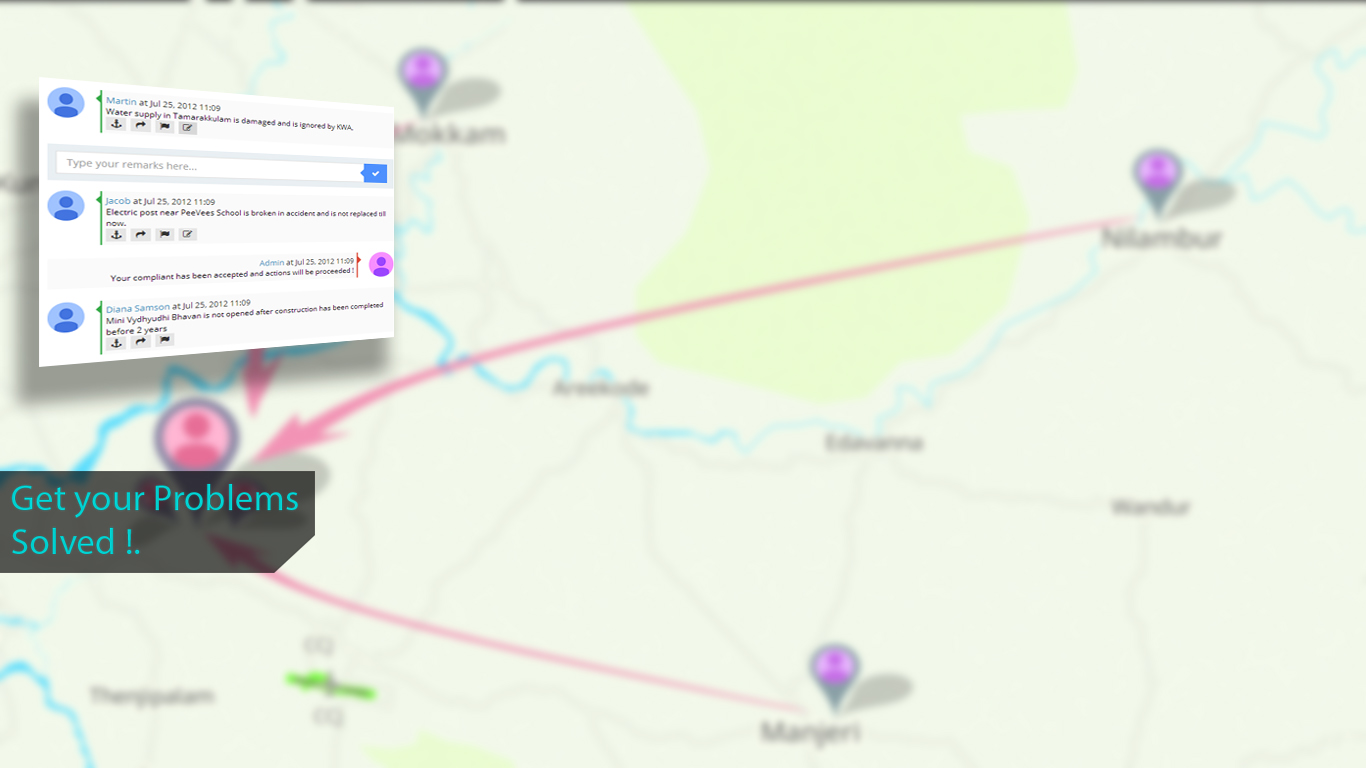 Martin at Jul 25, 2012 11:09
Water supply in Tamarakkulam is damaged and is ignored by KWA.
Type your remarks here...
Jacob at Jul 25, 2012 11:09
Electric post near PeeVees School is broken in accident and is not replaced till
now.
Admin at Jul 25, 2012 11:09
Your compliant has been accepted and actions will be proceeded !
Diana Samson at Jul 25, 2012 11:09
Mini Vydhyudhi Bhavan is not opened after construction has been completed
before 2 years
Mokkam
Nilambur
Areekode
Edavanna
Wandur
Get your Problems
Solved !.
Thenjipalam
Manjeri